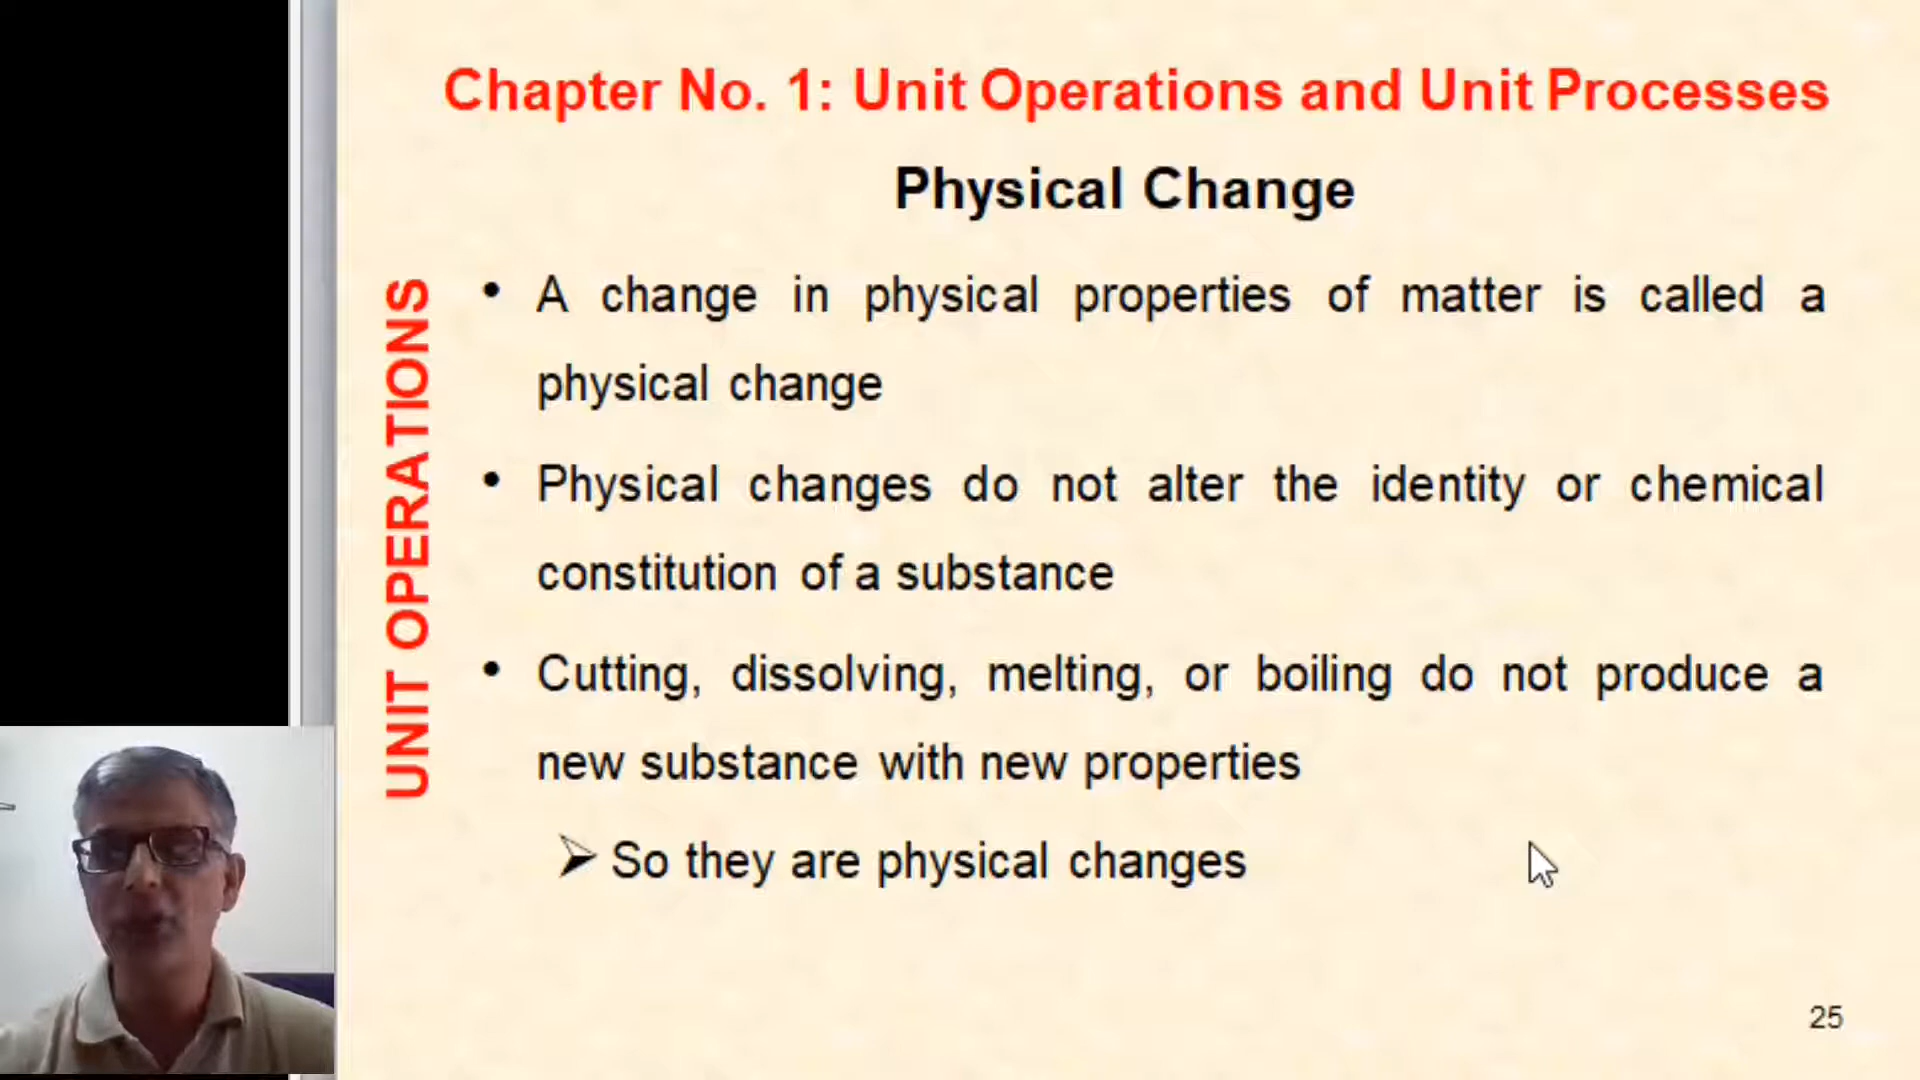 Chapter No. 1: Unit Operations and Unit Processes
Physical Change
UNIT OPERATIONS
• A change in physical properties of matter is called a
physical change
• Physical changes do not alter the identity or chemical
constitution of a substance
• Cutting, dissolving, melting, or boiling do not produce a
new substance with new properties
➢ So they are physical changes
25